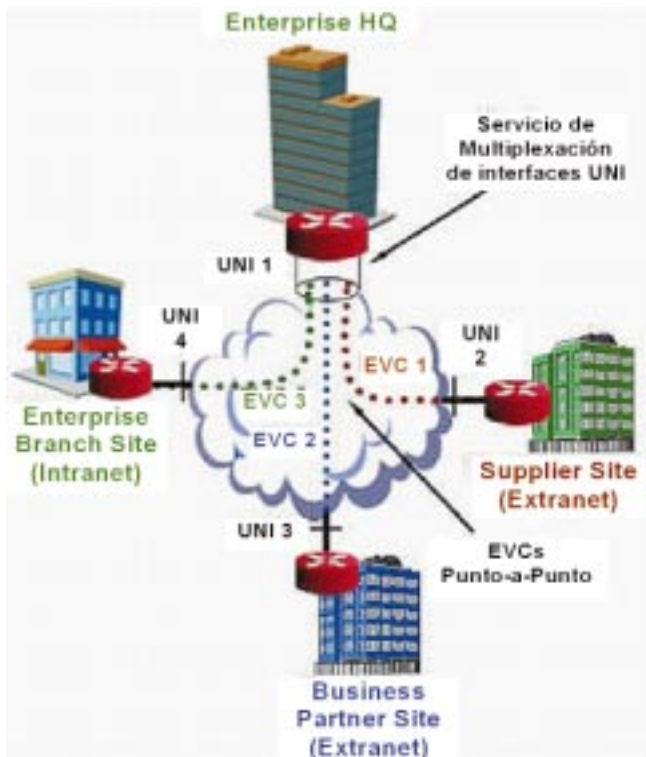 Enterprise HQ
Servicio de
Multiplexación
de interfaces UNI
UNI 1
UNI
4
UNI
2
EVC 1
EVC 3
EVC 2
Enterprise
Branch Site
(Intranet)
Supplier Site
(Extranet)
UNI 3
EVCs
Punto-a-Punto
Business
Partner Site
(Extranet)